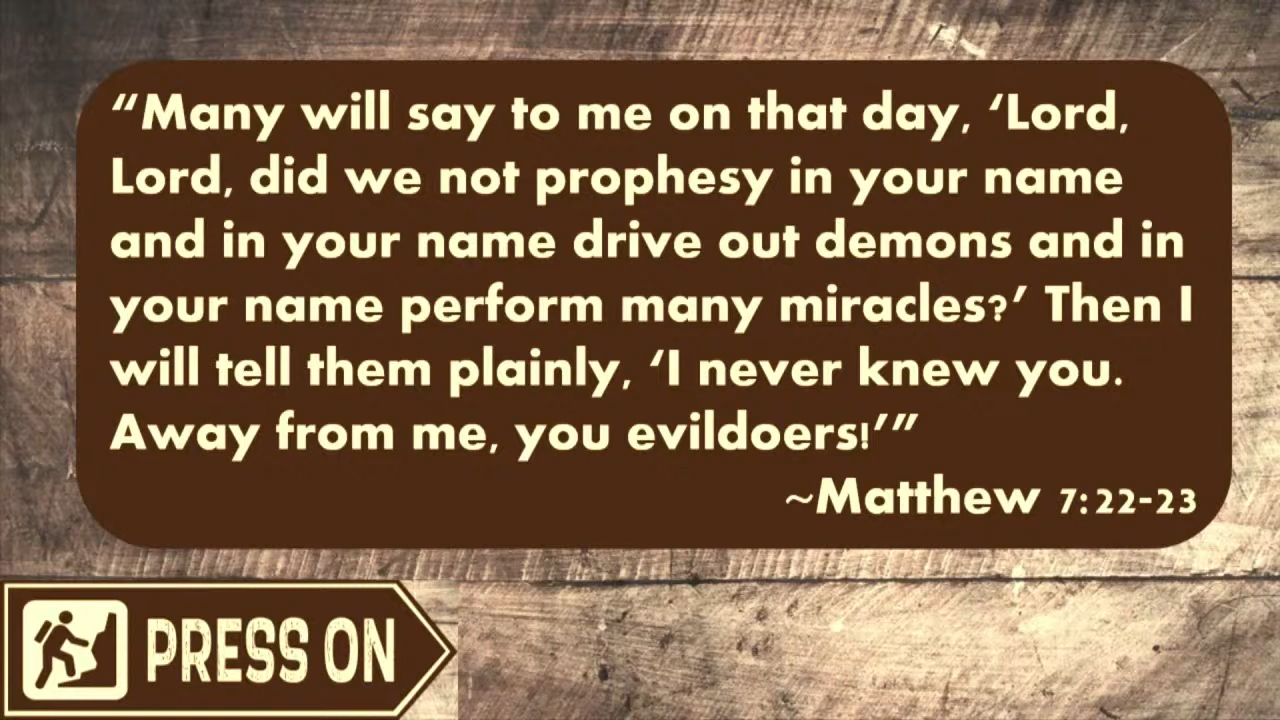 “Many will say to me on that day, ‘Lord,
Lord, did we not prophesy in your name
and in your name drive out demons and in
your name perform many miracles?’ Then I
will tell them plainly, ‘I never knew you.
Away from me, you evildoers!’”
~Matthew 7:22-23
PRESS ON